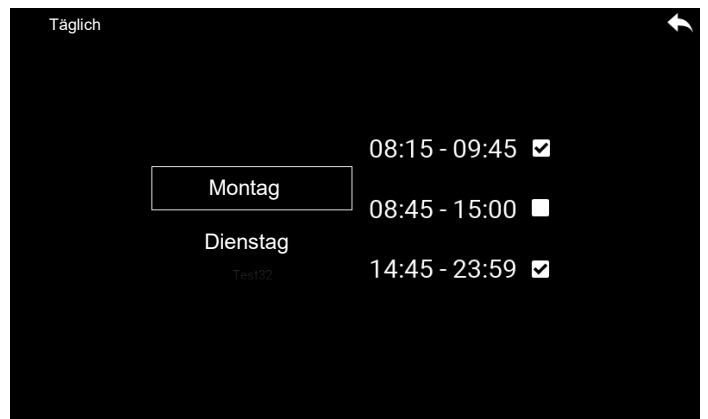 Täglich
Montag
Dienstag
Test32
08:15 - 09:45
08:45 - 15:00
14:45 - 23:59